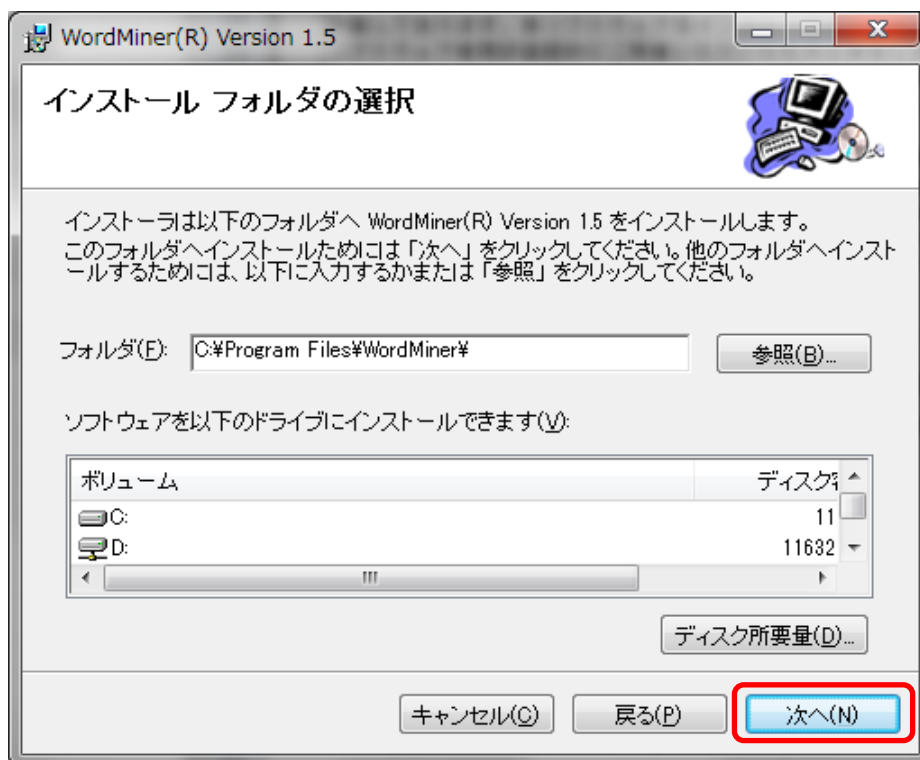 WordMiner(R) Version 1.5
インストール フォルダの選択
インストーラは以下のフォルダへ WordMiner(R) Version 1.5 をインストールします。
このフォルダへインストールためには「次へ」をクリックしてください。他のフォルダへインスト
ールするためには、以下に入力するかまたは「参照」をクリックしてください。
フォルダ(F): C:¥Program Files¥WordMiner¥ 参照(B)...
ソフトウェアを以下のドライブにインストールできます(V):
ボリューム ディスク
C: 11
D: 11632
ディスク所要量(D)...
キャンセル(C) 戻る(P) 次へ(N)